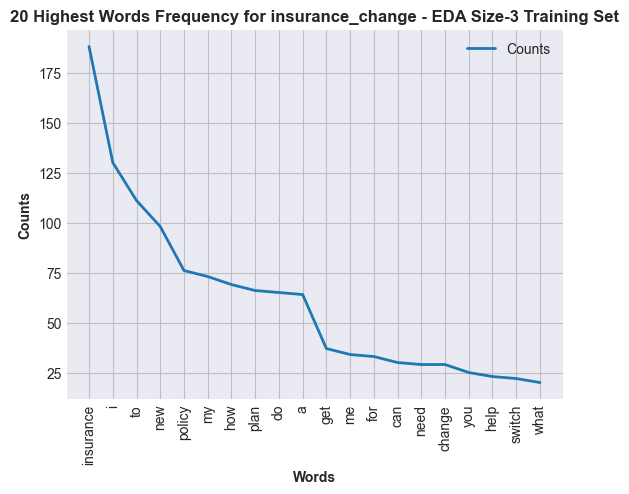 20 Highest Words Frequency for insurance_change - EDA Size-3 Training Set
Counts
175
150
125
100
75
50
25
Counts
insurance
i
to
new
policy
my
how
plan
do
a
get
me
for
can
need
change
you
help
switch
what
Words